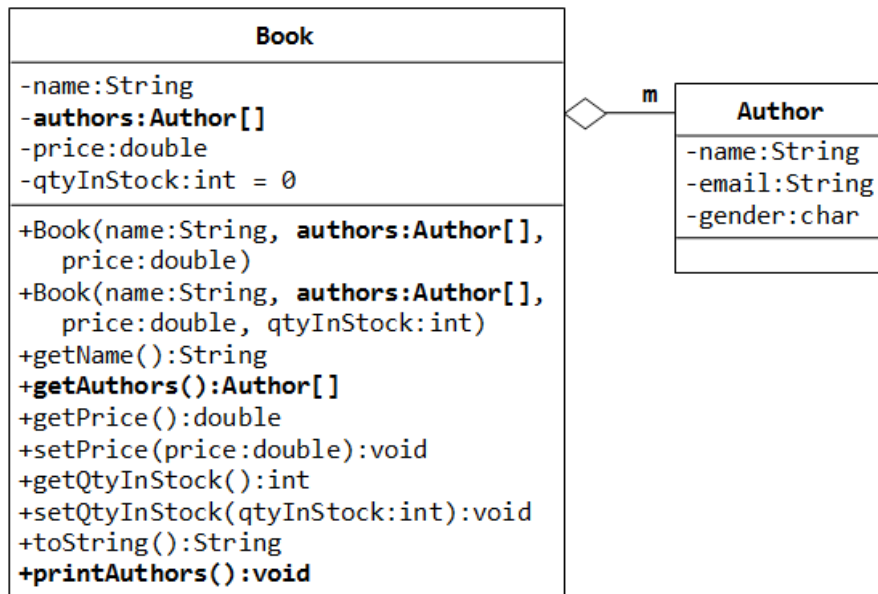 Book
-name:String
-authors:Author[]
-price:double
-qtyInStock:int = 0
+Book(name:String, authors:Author[],
price:double)
+Book(name:String, authors:Author[],
price:double, qtyInStock:int)
+getName():String
+getAuthors():Author[]
+getPrice():double
+setPrice(price:double):void
+getQtyInStock():int
+setQtyInStock(qtyInStock:int):void
+toString():String
+printAuthors():void
m
Author
-name:String
-email:String
-gender:char